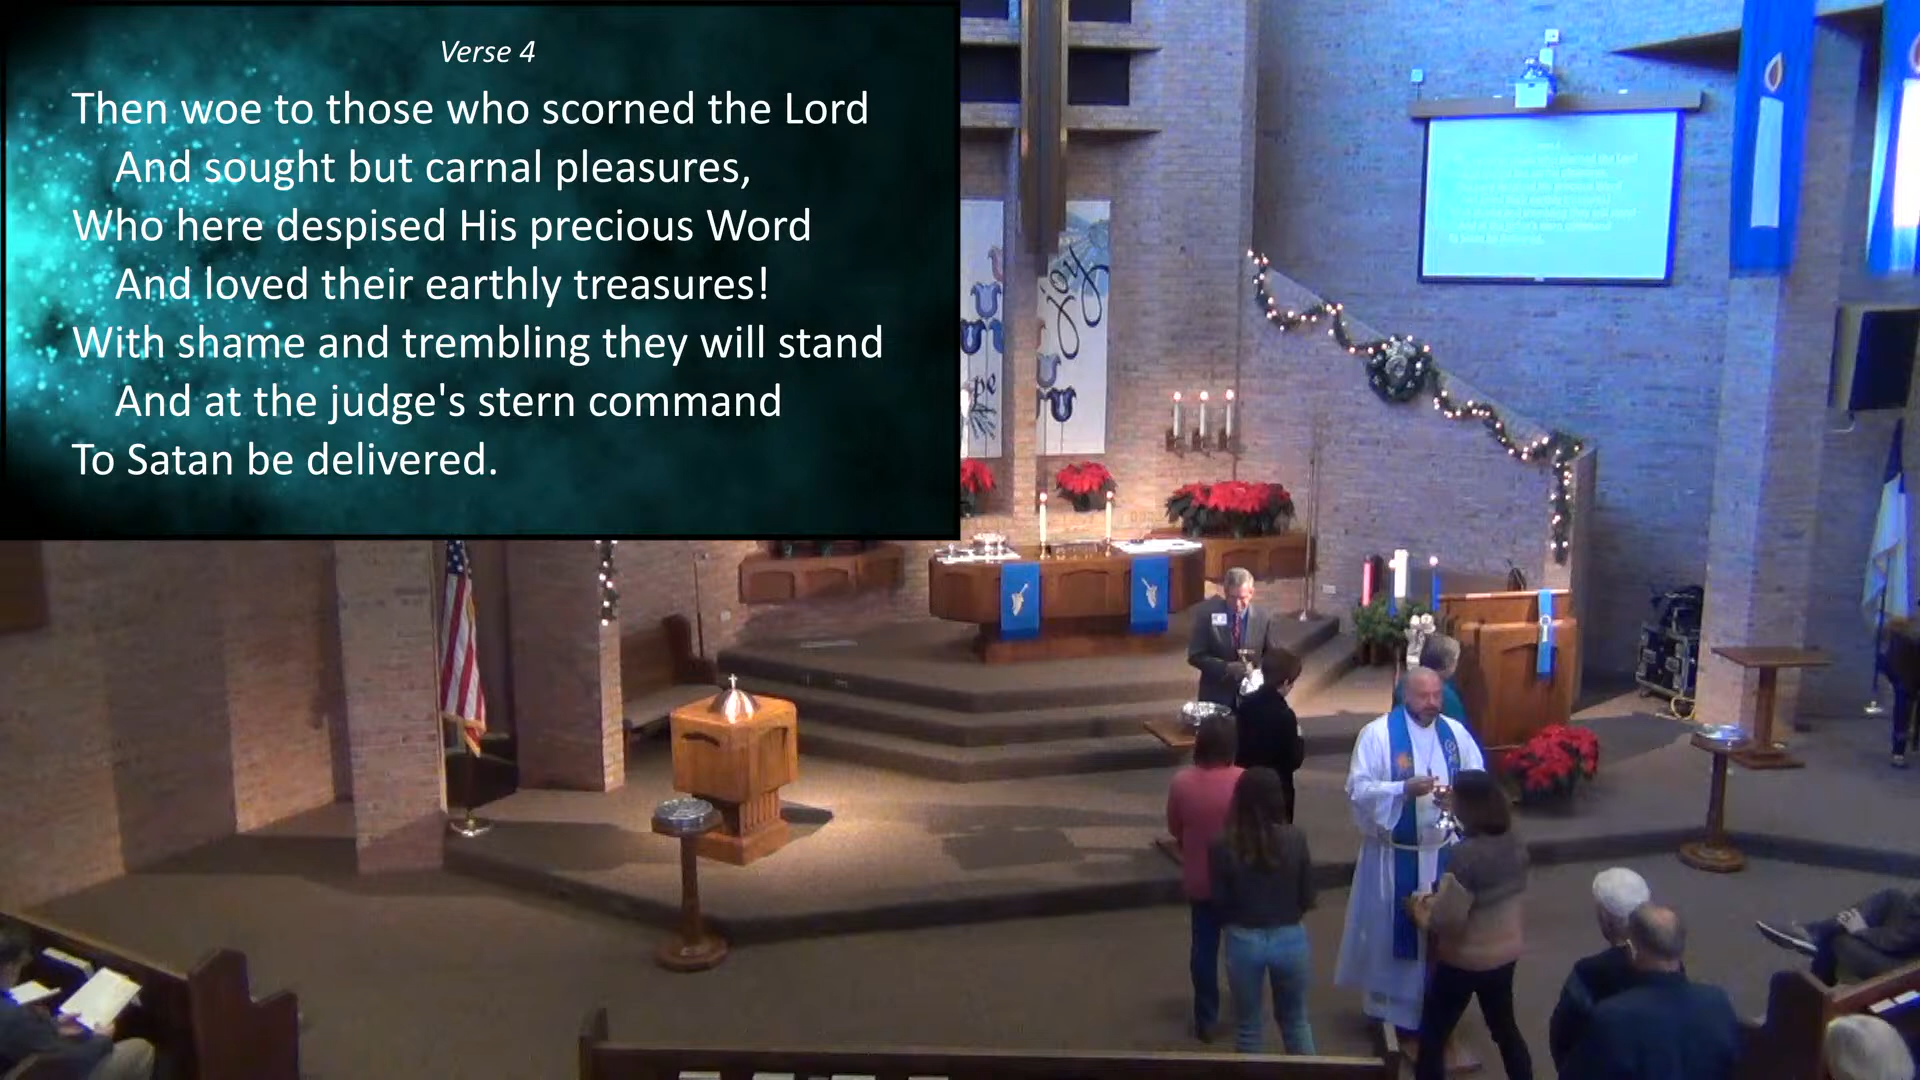 Verse 4
Then woe to those who scorned the Lord
And sought but carnal pleasures,
Who here despised His precious Word
And loved their earthly treasures!
With shame and trembling they will stand
And at the judge's stern command
To Satan be delivered.
joy